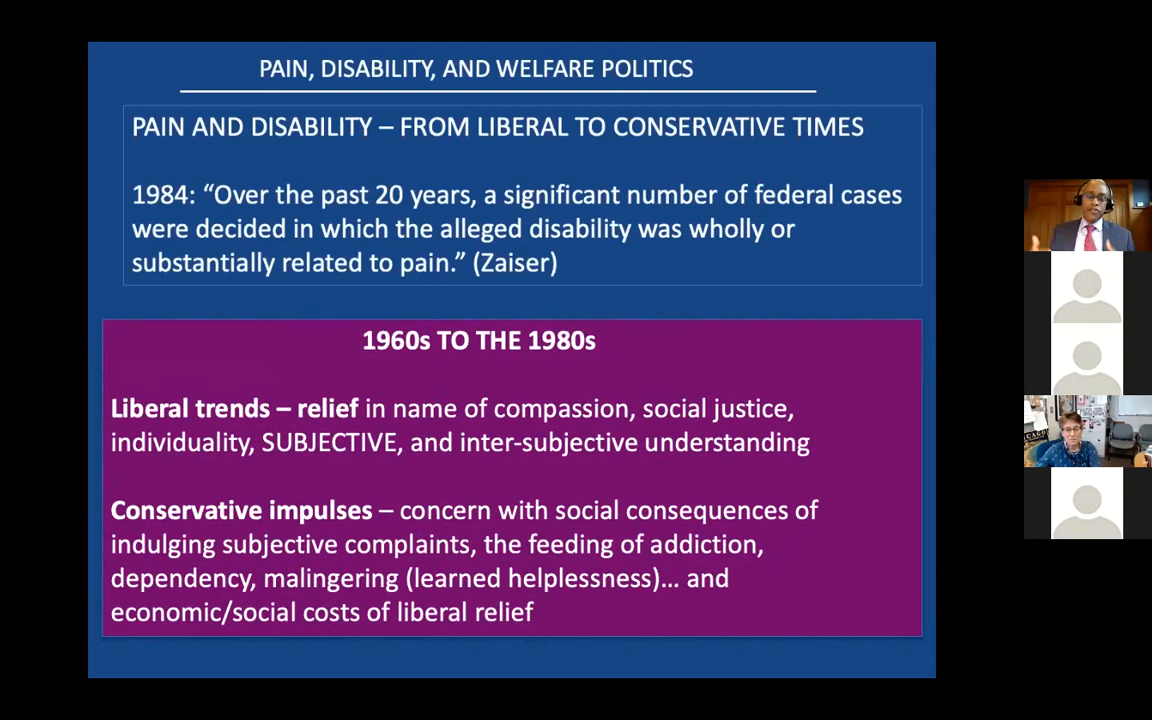 PAIN, DISABILITY, AND WELFARE POLITICS
PAIN AND DISABILITY – FROM LIBERAL TO CONSERVATIVE TIMES
1984: “Over the past 20 years, a significant number of federal cases
were decided in which the alleged disability was wholly or
substantially related to pain.” (Zaiser)
1960s TO THE 1980s
Liberal trends – relief in name of compassion, social justice,
individuality, SUBJECTIVE, and inter-subjective understanding
Conservative impulses – concern with social consequences of
indulging subjective complaints, the feeding of addiction,
dependency, malingering (learned helplessness)... and
economic/social costs of liberal relief